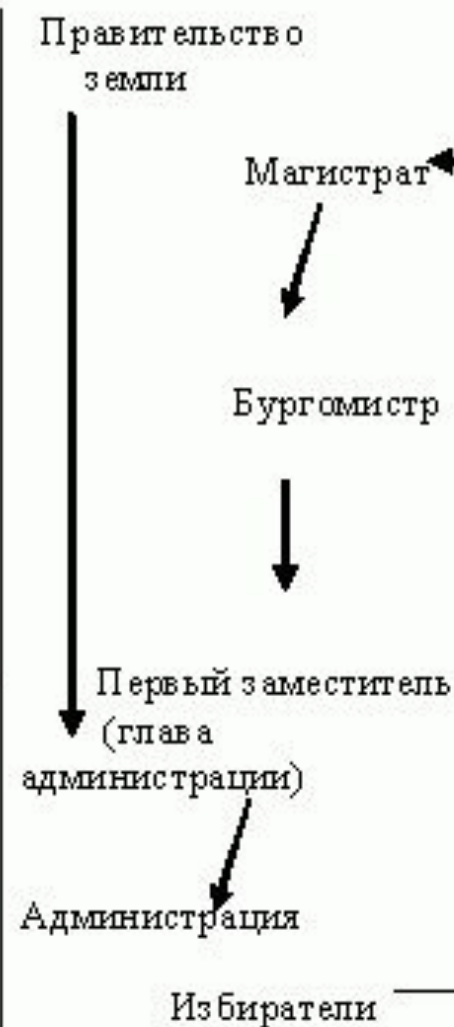 Правительство
земли
Магистрат
Бургомистр
Первый заместитель
(глава
администрации)
Администрация
Избиратели